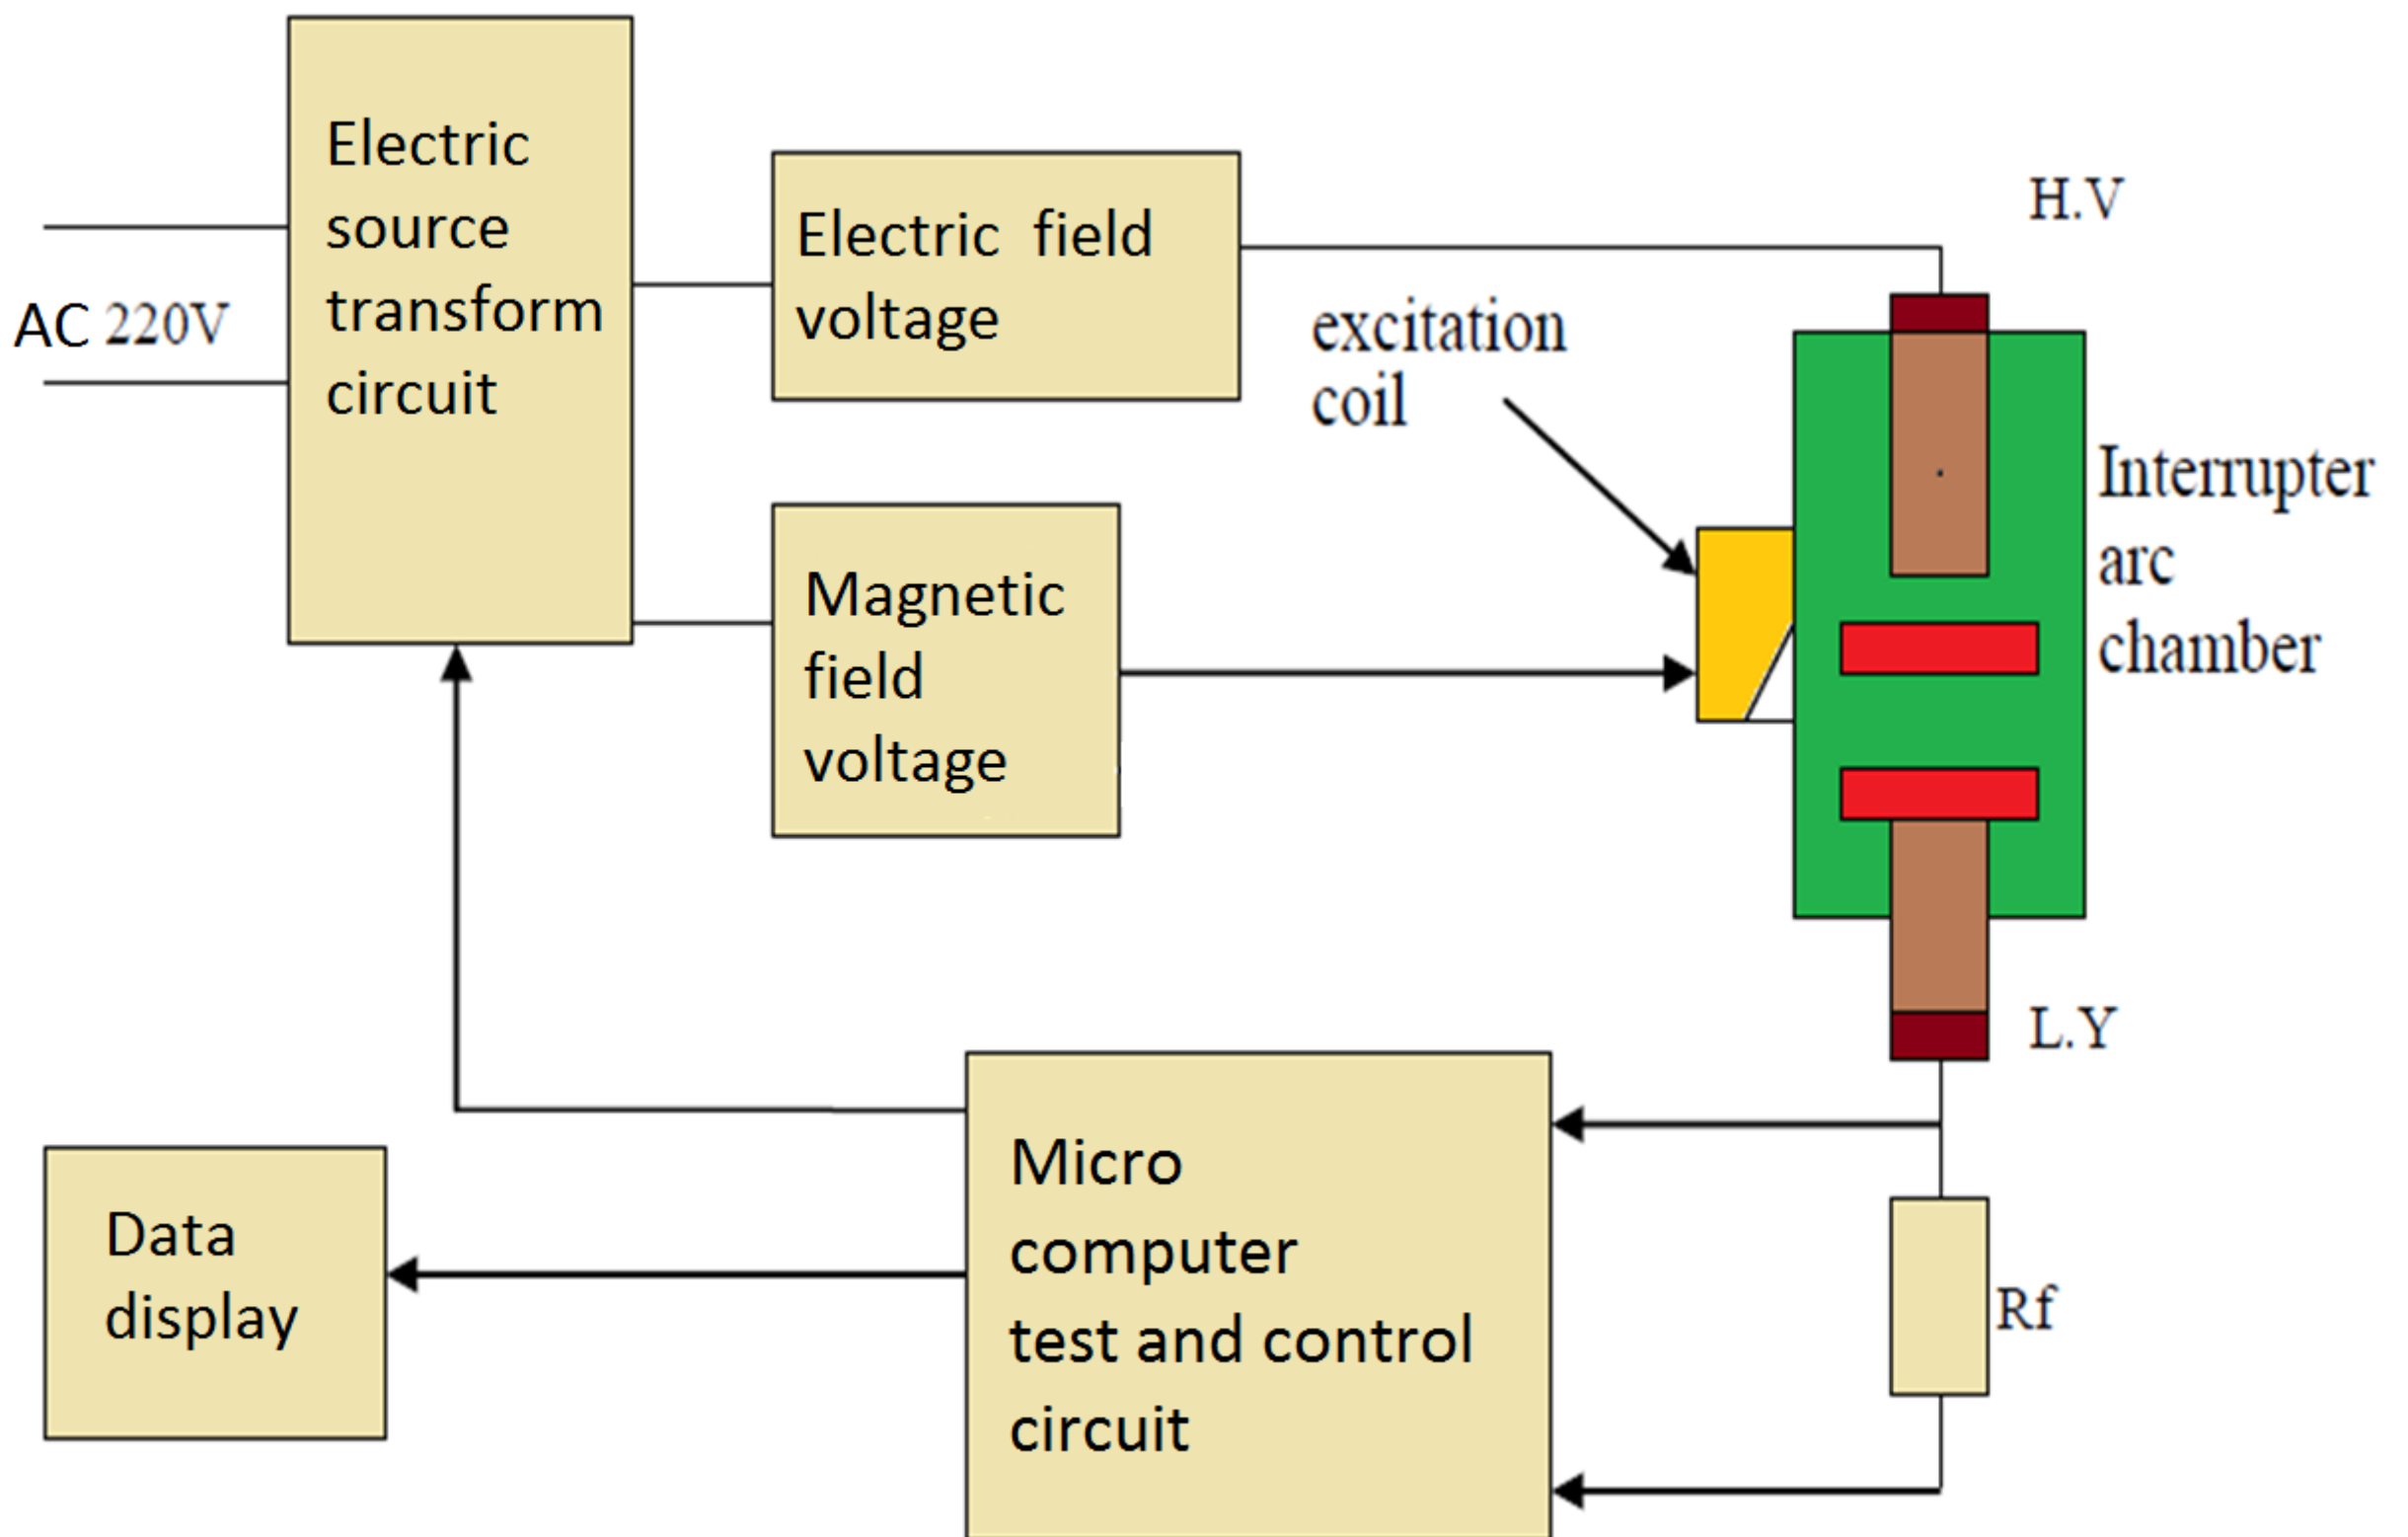 Electric
source
transform
circuit
AC 220V
Electric field
voltage
H.V
excitation
coil
Interrupter
arc
chamber
Magnetic
field
voltage
L.Y
Micro
computer
test and control
circuit
Data
display
Rf